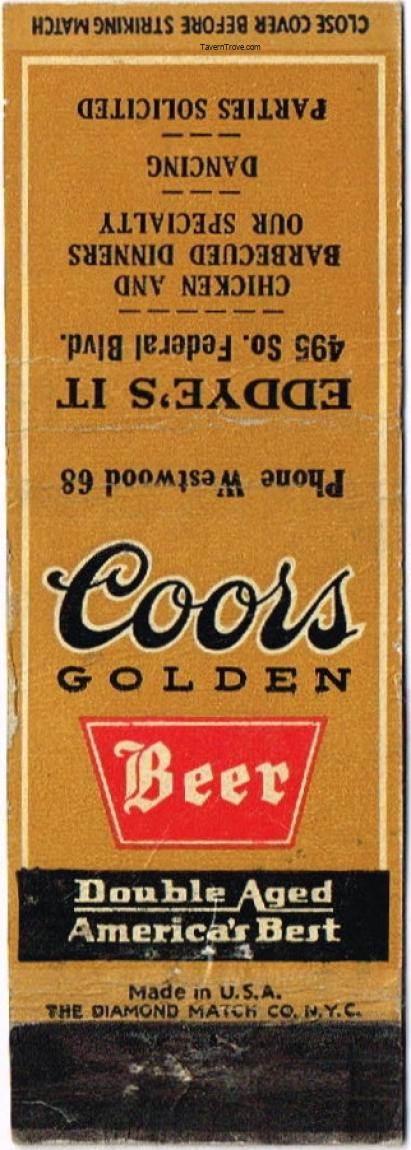 CLOSE COVER BEFORE STRIKING MATCH
TavernTrove.com
PARTIES SOLICITED
DANCING
OUR SPECIALTY
BARBECUED DINNERS
CHICKEN AND
495 So. Federal Blvd.
EDDYE'S IT
Phone Westwood 68
Coors
GOLDEN
Beer
Double Aged
America's Best
Made in U.S.A.
THE DIAMOND MATCH CO. N.Y.C.